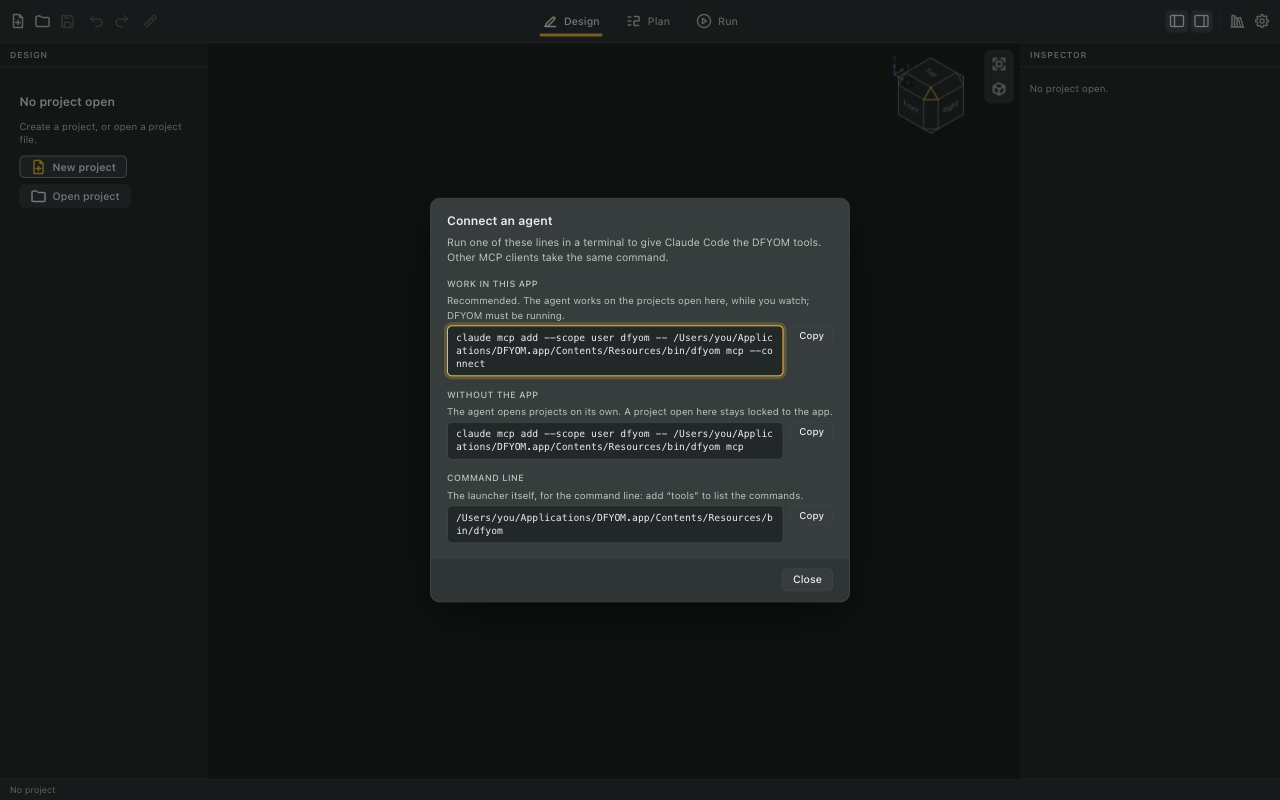 Design
Plan
Run
DESIGN
INSPECTOR
No project open
Create a project, or open a project
file.
New project
Open project
Top
Front
Right
No project open.
Connect an agent
Run one of these lines in a terminal to give Claude Code the DFYOM tools.
Other MCP clients take the same command.
WORK IN THIS APP
Recommended. The agent works on the projects open here, while you watch;
DFYOM must be running.
claude mcp add --scope user dfyom -- /Users/you/Applic
ations/DFYOM.app/Contents/Resources/bin/dfyom mcp --co
nnect
Copy
WITHOUT THE APP
The agent opens projects on its own. A project open here stays locked to the app.
claude mcp add --scope user dfyom -- /Users/you/Applic
ations/DFYOM.app/Contents/Resources/bin/dfyom mcp
Copy
COMMAND LINE
The launcher itself, for the command line: add “tools” to list the commands.
/Users/you/Applications/DFYOM.app/Contents/Resources/b
in/dfyom
Copy
Close
No project